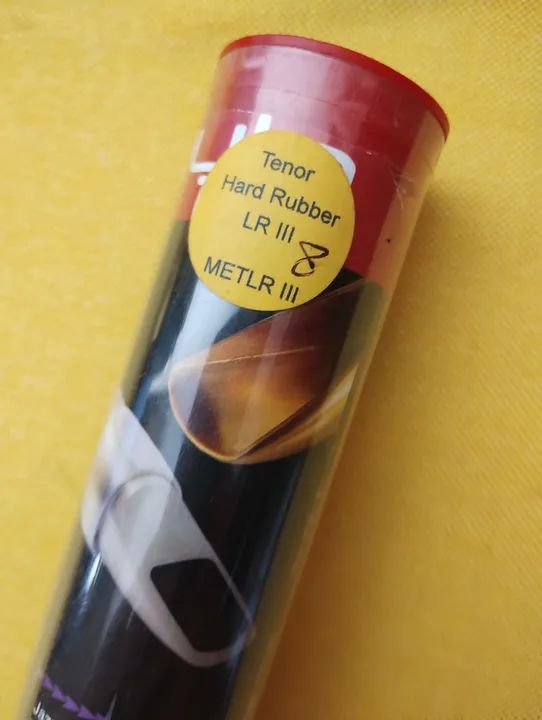 Tenor
Hard Rubber
LR III
8
METLR III